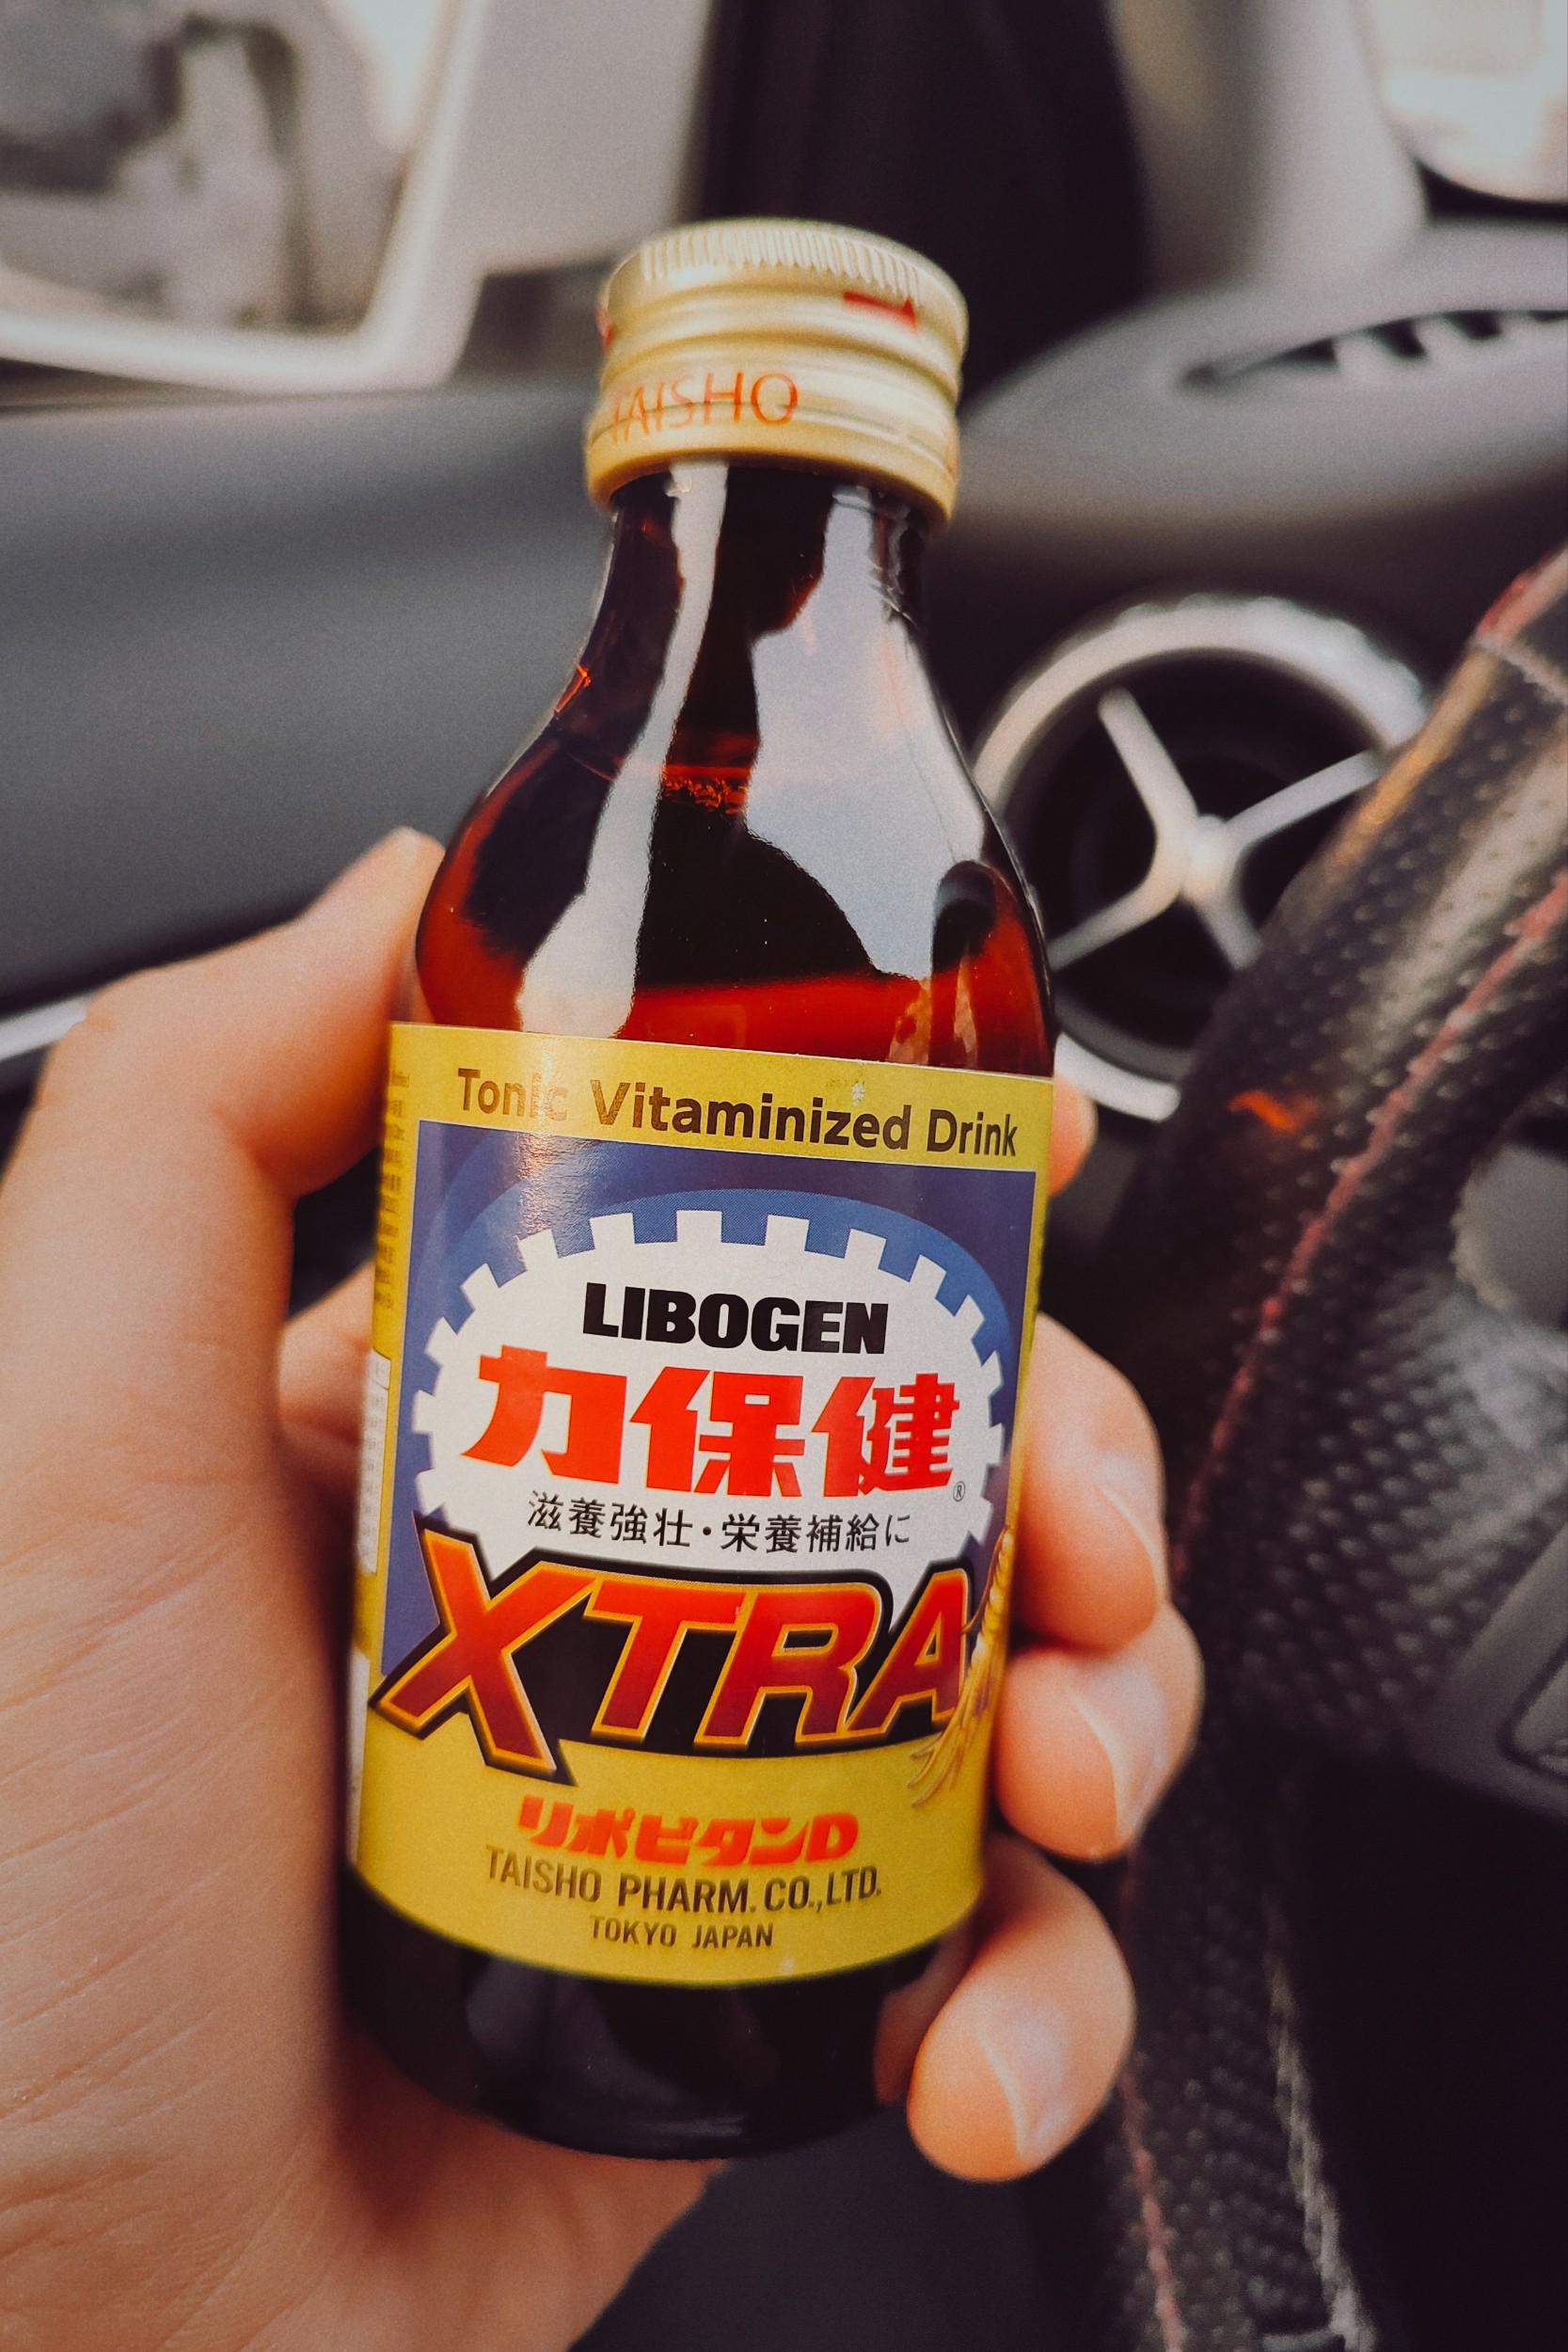 TAISHO
Tonic Vitaminized Drink
LIBOGEN
力保健®
滋養強壮・栄養補給に
XTRA
リポビタンD
TAISHO PHARM. CO.,LTD.
TOKYO JAPAN